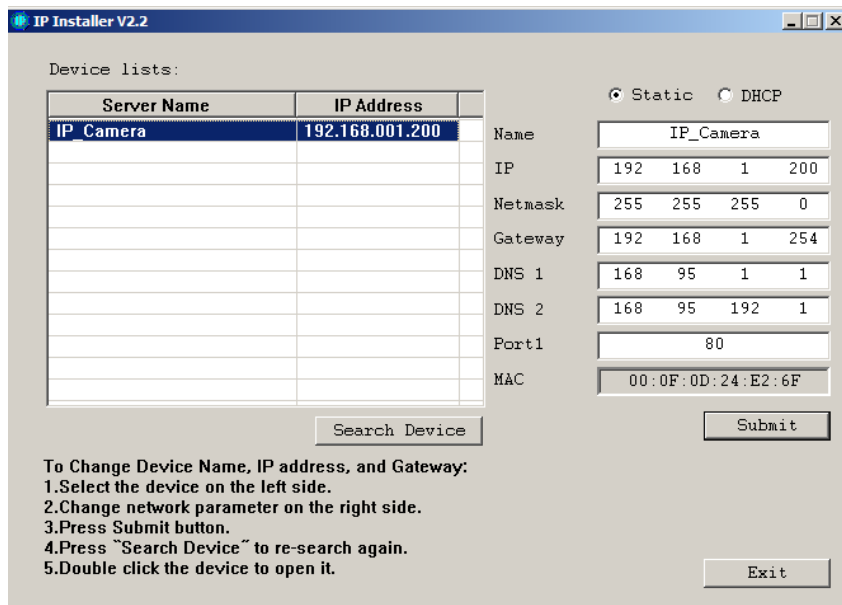 IP Installer V2.2
Device lists:
Server Name IP Address
IP_Camera 192.168.001.200
Static DHCP
Name IP_Camera
IP 192 168 1 200
Netmask 255 255 255 0
Gateway 192 168 1 254
DNS 1 168 95 1 1
DNS 2 168 95 192 1
Port1 80
MAC 00:0F:0D:24:E2:6F
Search Device
Submit
To Change Device Name, IP address, and Gateway:
1.Select the device on the left side.
2.Change network parameter on the right side.
3.Press Submit button.
4.Press ˜Search Device˝ to re-search again.
5.Double click the device to open it.
Exit